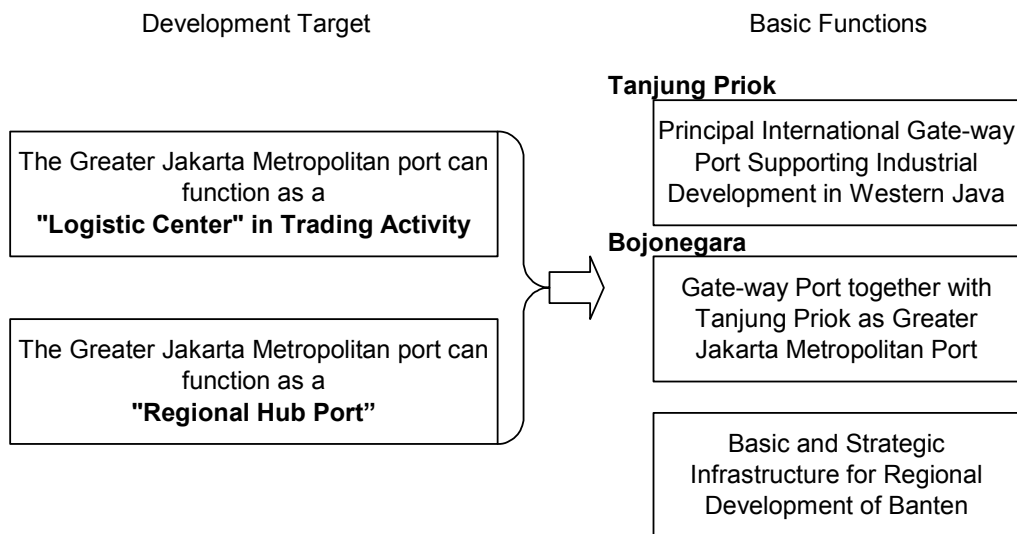 Development Target
The Greater Jakarta Metropolitan port can
function as a
"Logistic Center" in Trading Activity
The Greater Jakarta Metropolitan port can
function as a
"Regional Hub Port”
Basic Functions
Tanjung Priok
Principal International Gate-way
Port Supporting Industrial
Development in Western Java
Bojonegara
Gate-way Port together with
Tanjung Priok as Greater
Jakarta Metropolitan Port
Basic and Strategic
Infrastructure for Regional
Development of Banten